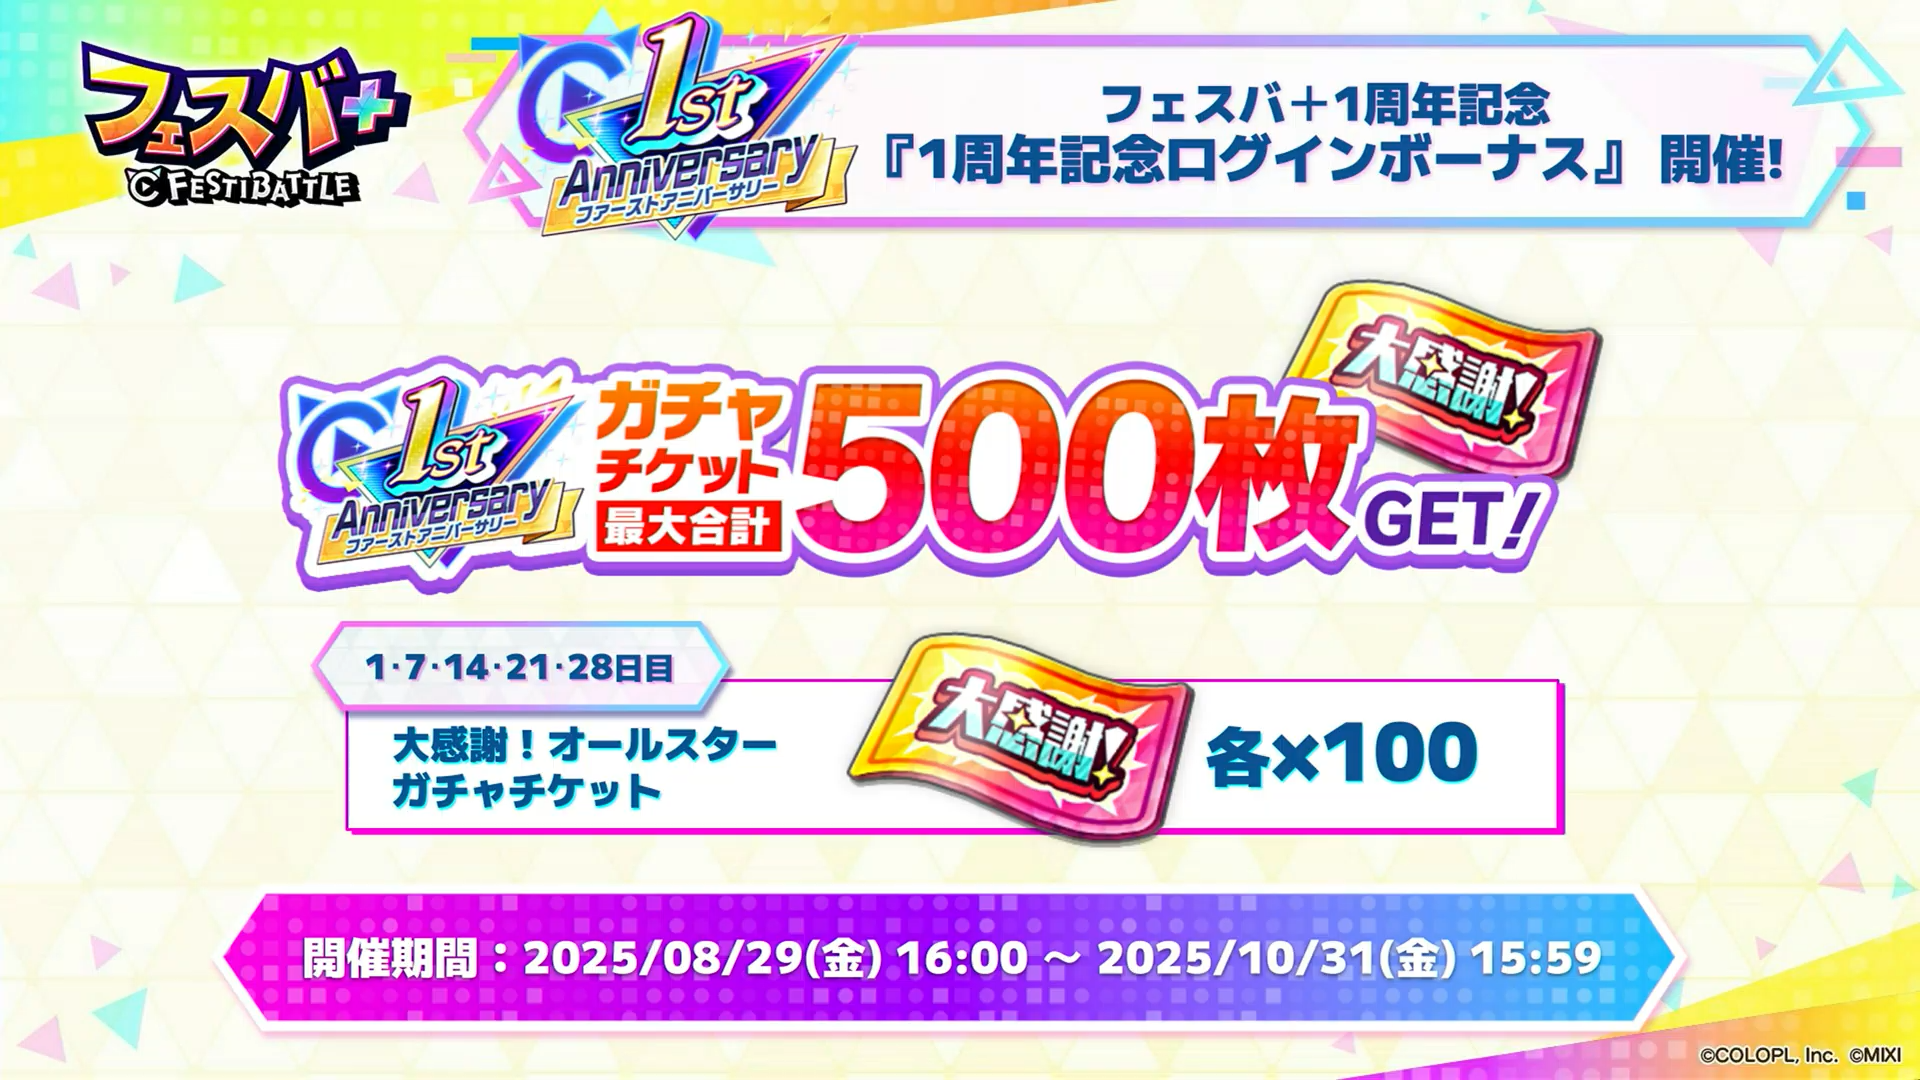 フェスバ+
FESTIBATTLE
1st
Anniversary
ファーストアニバーサリー
フェスバ＋1周年記念
『1周年記念ログインボーナス』 開催!
1st
Anniversary
ファーストアニバーサリー
ガチャ
チケット
最大合計
500枚
GET!
大感謝!
1･7･14･21･28日目
大感謝！オールスター
ガチャチケット
大感謝!
各×100
開催期間：2025/08/29(金) 16:00 ～ 2025/10/31(金) 15:59
©COLOPL, Inc. ©MIXI